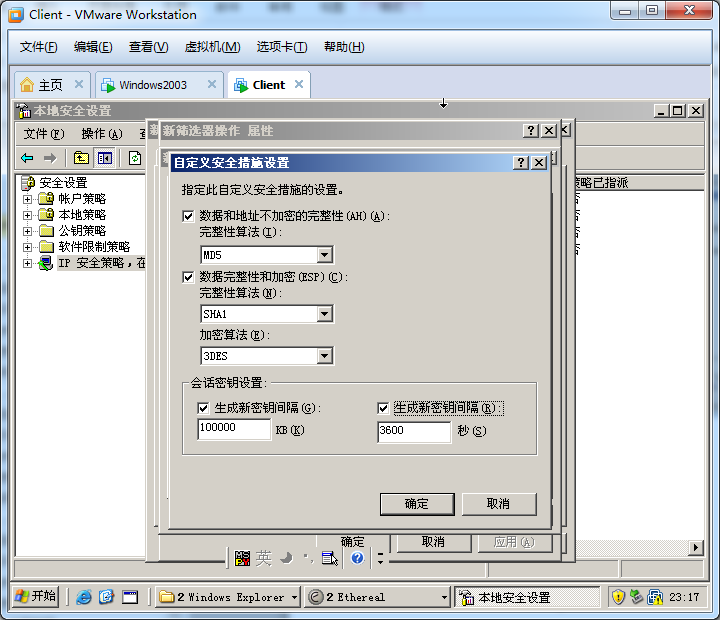 Client - VMware Workstation
文件(F) 编辑(E) 查看(V) 虚拟机(M) 选项卡(T) 帮助(H)
主页 Windows2003 Client
本地安全设置
文件(F) 操作(A)
新筛选器操作 属性
自定义安全措施设置
指定此自定义安全措施的设置。
安全设置
帐户策略
本地策略
公钥策略
软件限制策略
IP 安全策略，在
策略已指派
否
否
否
否
数据和地址不加密的完整性(AH)(A):
完整性算法(I):
MD5
数据完整性和加密(ESP)(C):
完整性算法(N):
SHA1
加密算法(E):
3DES
会话密钥设置:
生成新密钥间隔(G): 生成新密钥间隔(R):
100000 KB(K) 3600 秒(S)
确定 取消
确定 取消 应用(A)
英
开始 2 Windows Explorer 2 Ethereal 本地安全设置 23:17